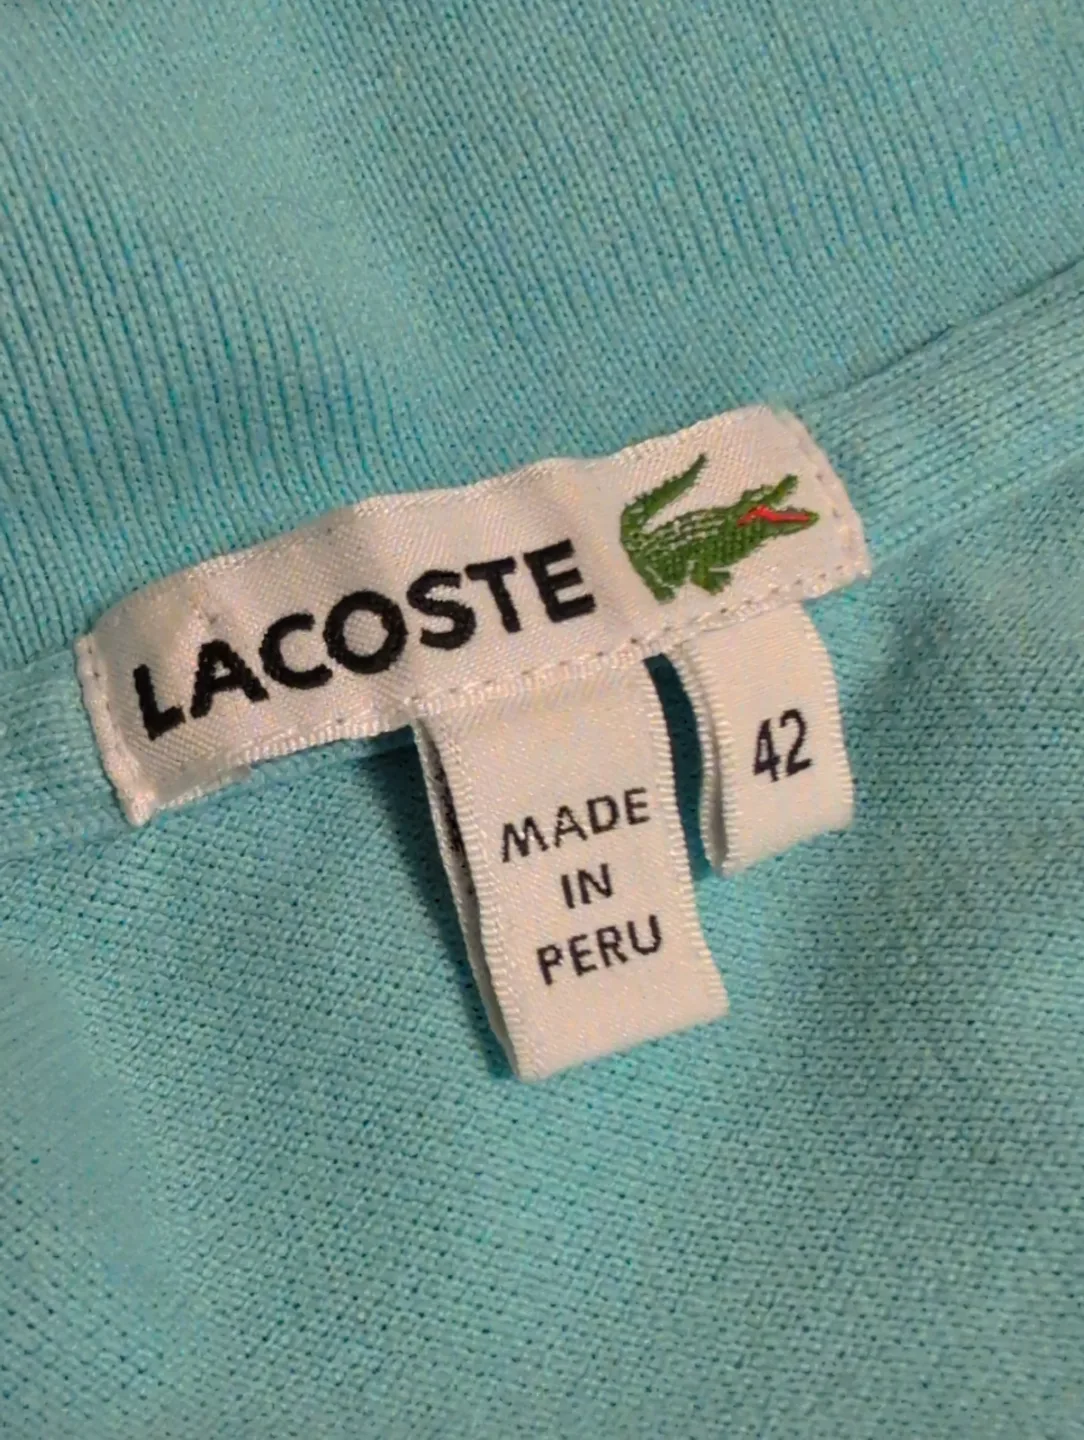 LACOSTE
42
MADE
IN
PERU